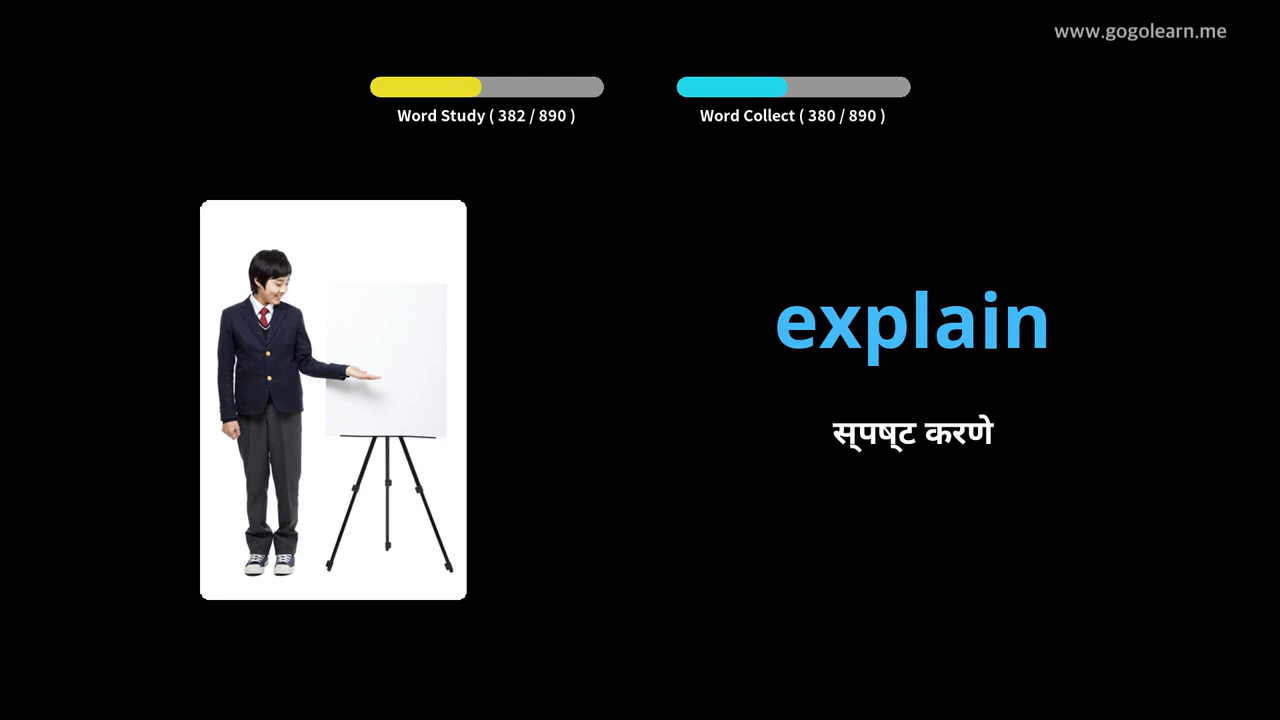 www.gogolearn.me
Word Study ( 382 / 890 )
Word Collect ( 380 / 890 )
explain
स्पष्ट करणे